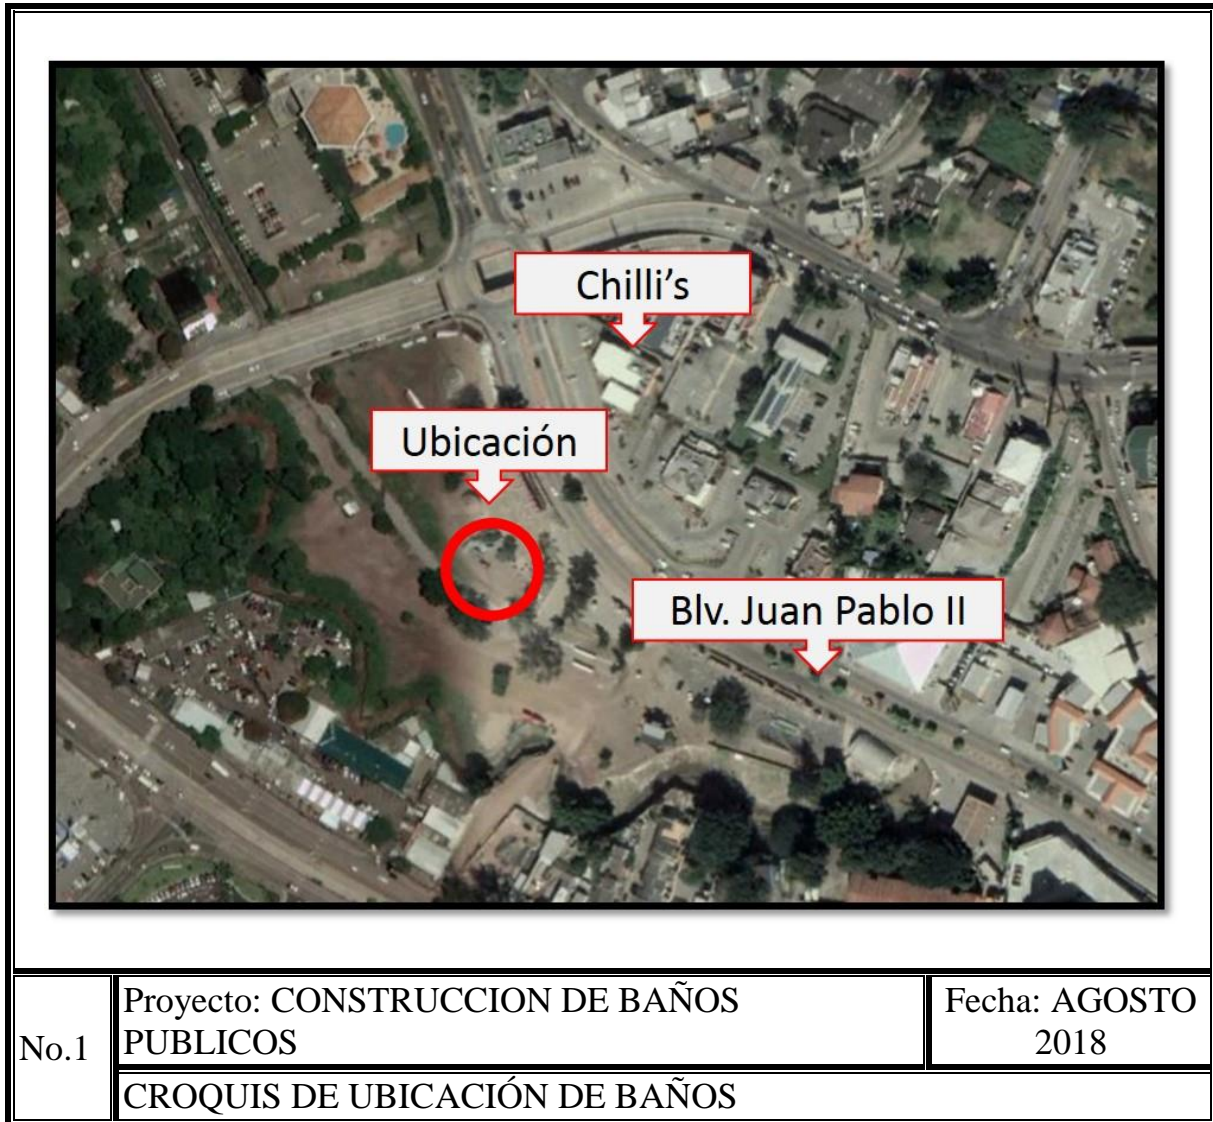 Chilli's
Ubicación
Blv. Juan Pablo II
No.1
Proyecto: CONSTRUCCION DE BAÑOS
PUBLICOS
Fecha: AGOSTO
2018
CROQUIS DE UBICACIÓN DE BAÑOS